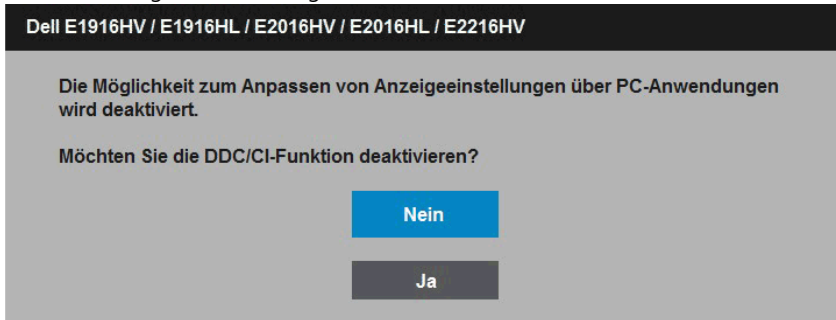 Dell E1916HV / E1916HL / E2016HV / E2016HL / E2216HV
Die Möglichkeit zum Anpassen von Anzeigeeinstellungen über PC-Anwendungen
wird deaktiviert.
Möchten Sie die DDC/CI-Funktion deaktivieren?
Nein
Ja